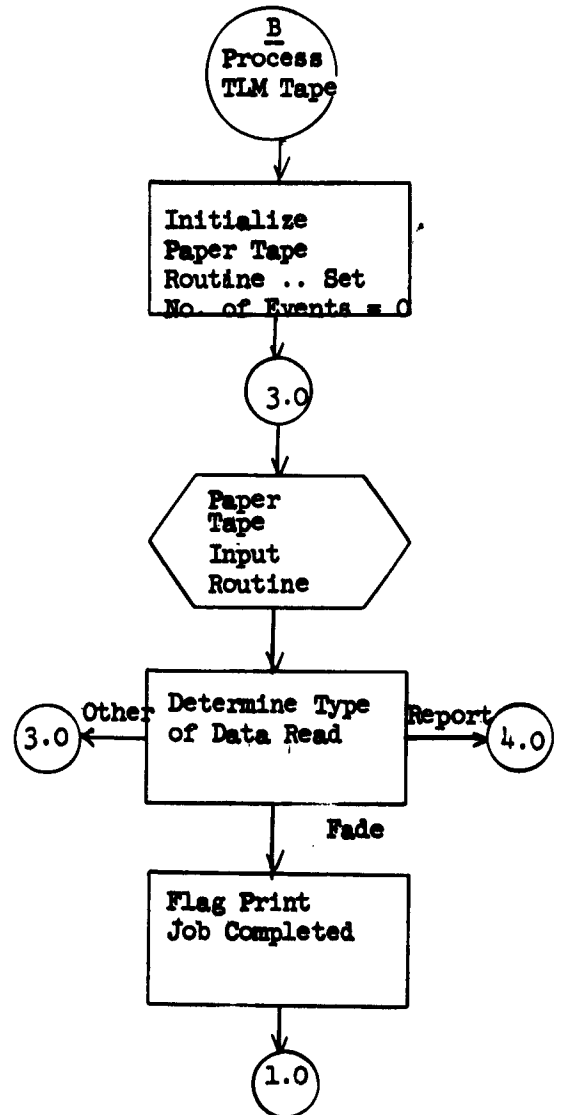 B
Process
TLM Tape
Initialize
Paper Tape
Routine .. Set
No. of Events = 0
3.0
Paper
Tape
Input
Routine
Determine Type
of Data Read
Other
3.0
Report
4.0
Fade
Flag Print
Job Completed
1.0